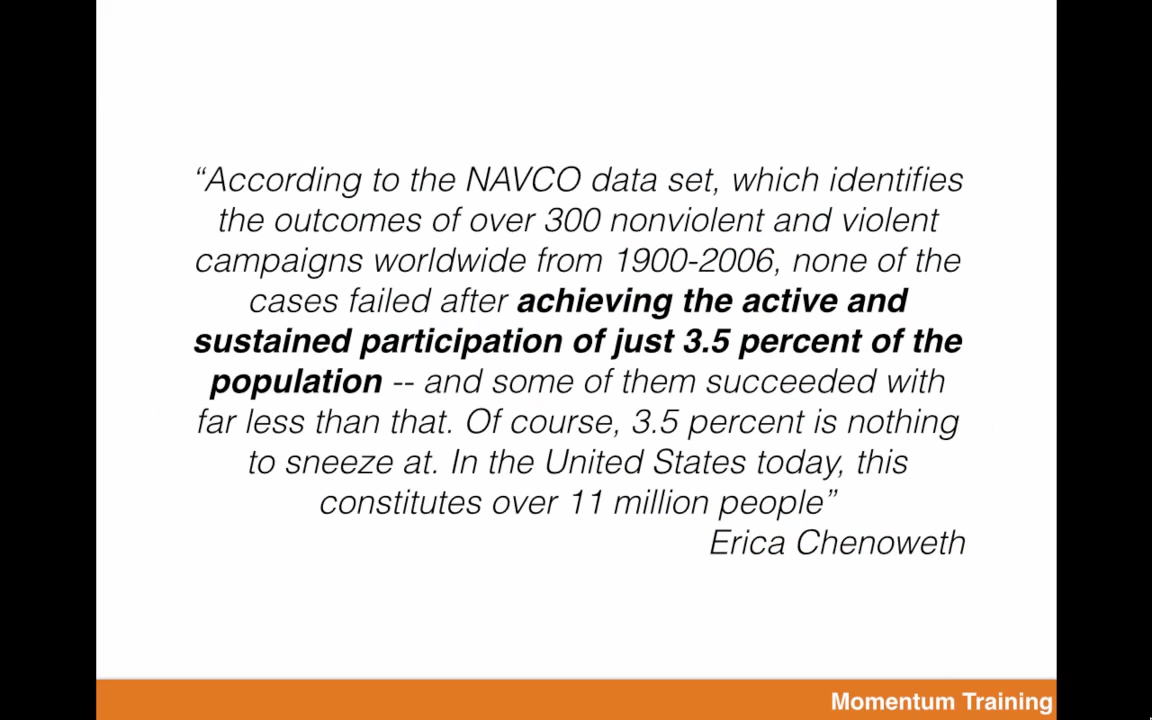 “According to the NAVCO data set, which identifies
the outcomes of over 300 nonviolent and violent
campaigns worldwide from 1900-2006, none of the
cases failed after achieving the active and
sustained participation of just 3.5 percent of the
population -- and some of them succeeded with
far less than that. Of course, 3.5 percent is nothing
to sneeze at. In the United States today, this
constitutes over 11 million people”
Erica Chenoweth
Momentum Training